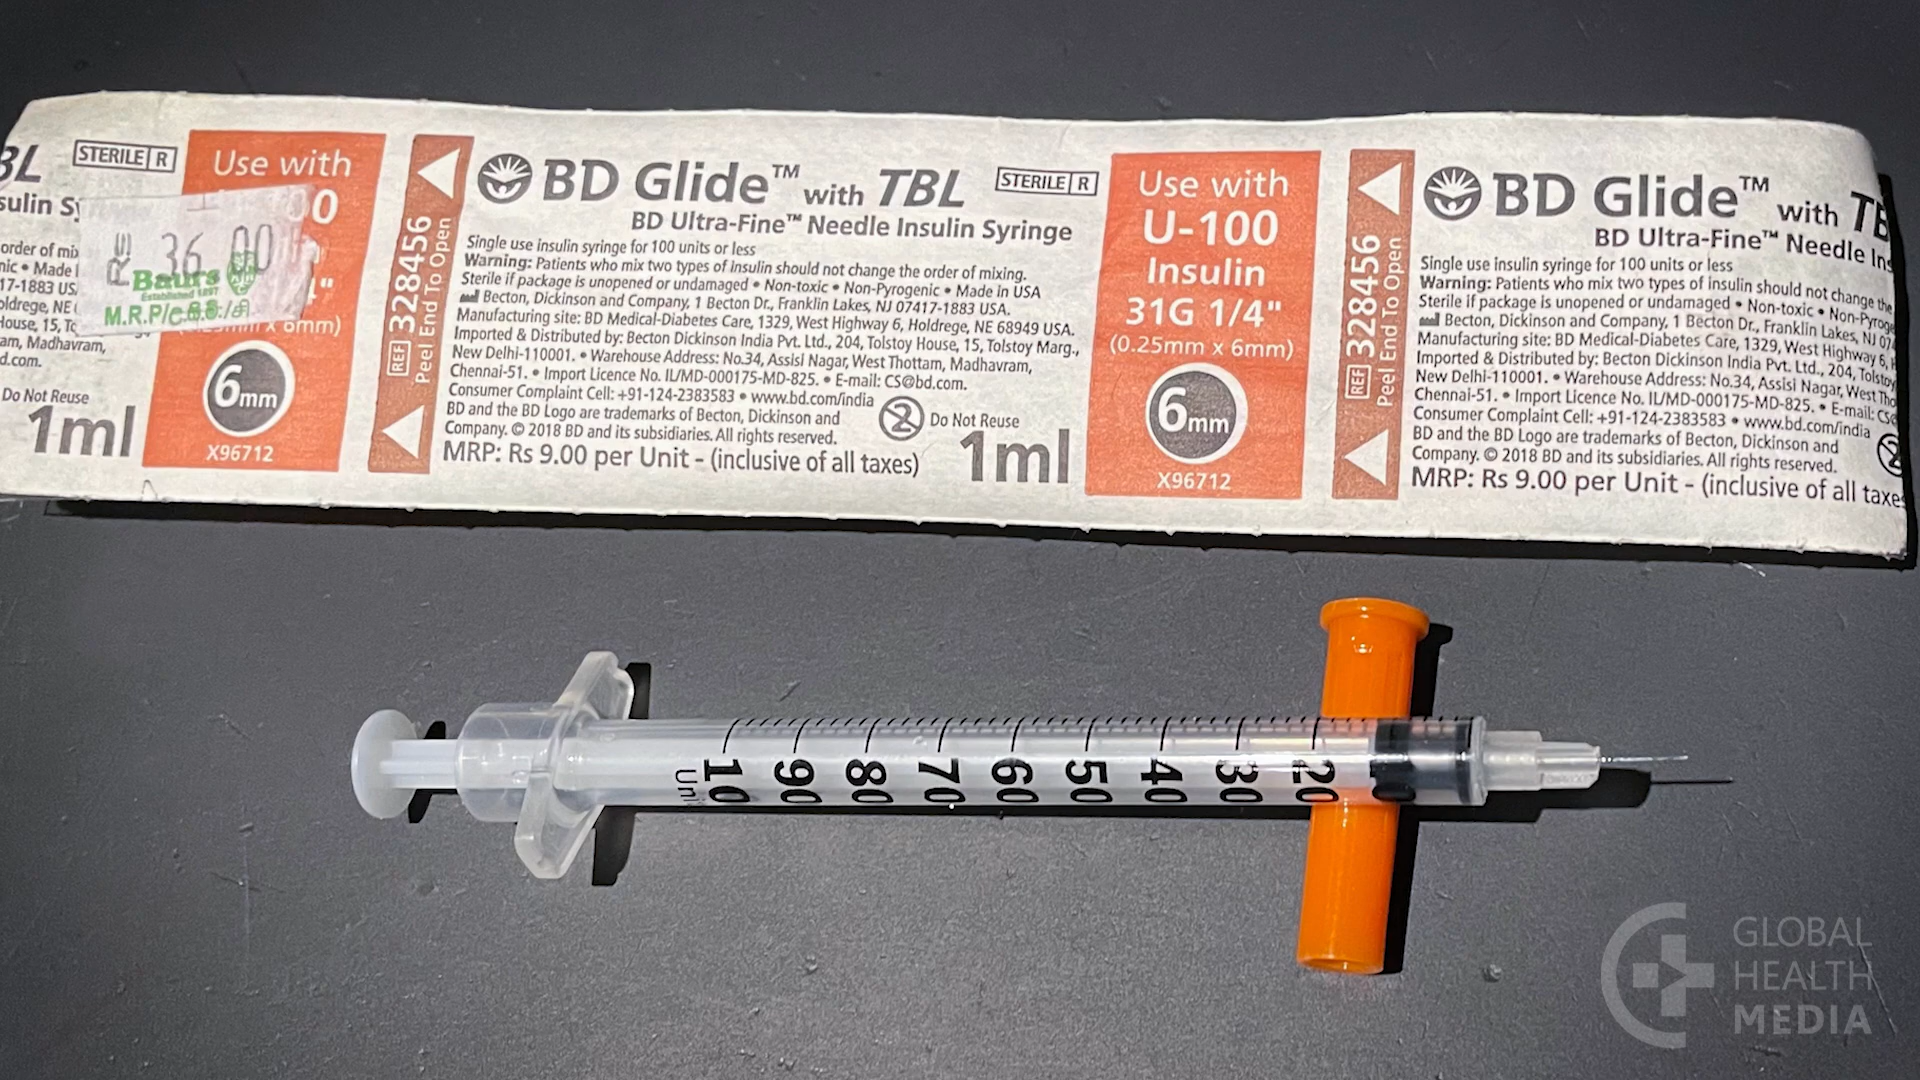 BL
STERILE R
sulin Sy
order of mix
nic • Made i
17-1883 US
oldrege, NE
House, 15, To
am, Madhavram,
d.com.
Do Not Reuse
1ml
Use with
00
36.00
Baurs
M.R.P/
x 6mm)
6mm
X96712
REF 328456
Peel End To Open
BD Glide™ with TBL
STERILE R
BD Ultra-Fine™ Needle Insulin Syringe
Single use insulin syringe for 100 units or less
Warning: Patients who mix two types of insulin should not change the order of mixing.
Sterile if package is unopened or undamaged • Non-toxic • Non-Pyrogenic • Made in USA
Becton, Dickinson and Company, 1 Becton Dr., Franklin Lakes, NJ 07417-1883 USA.
Manufacturing site: BD Medical-Diabetes Care, 1329, West Highway 6, Holdrege, NE 68949 USA.
Imported & Distributed by: Becton Dickinson India Pvt. Ltd., 204, Tolstoy House, 15, Tolstoy Marg.,
New Delhi-110001. • Warehouse Address: No.34, Assisi Nagar, West Thottam, Madhavram,
Chennai-51. • Import Licence No. IL/MD-000175-MD-825. • E-mail: CS@bd.com.
Consumer Complaint Cell: +91-124-2383583 • www.bd.com/india
BD and the BD Logo are trademarks of Becton, Dickinson and
Company. © 2018 BD and its subsidiaries. All rights reserved.
2 Do Not Reuse
MRP: Rs 9.00 per Unit - (inclusive of all taxes)
1ml
Use with
U-100
Insulin
31G 1/4"
(0.25mm x 6mm)
6mm
X96712
REF 328456
Peel End To Open
BD Glide™ with TB
BD Ultra-Fine™ Needle Ins
Single use insulin syringe for 100 units or less
Warning: Patients who mix two types of insulin should not change the
Sterile if package is unopened or undamaged • Non-toxic • Non-Pyroge
Becton, Dickinson and Company, 1 Becton Dr., Franklin Lakes, NJ 074
Manufacturing site: BD Medical-Diabetes Care, 1329, West Highway 6, H
Imported & Distributed by: Becton Dickinson India Pvt. Ltd., 204, Tolstoy
New Delhi-110001. • Warehouse Address: No.34, Assisi Nagar, West Tho
Chennai-51. • Import Licence No. IL/MD-000175-MD-825. • E-mail: CS@
Consumer Complaint Cell: +91-124-2383583 • www.bd.com/india
BD and the BD Logo are trademarks of Becton, Dickinson and
Company. © 2018 BD and its subsidiaries. All rights reserved.
2
MRP: Rs 9.00 per Unit - (inclusive of all taxes
Uni
10
90
80
70
60
50
40
30
20
GLOBAL
HEALTH
MEDIA